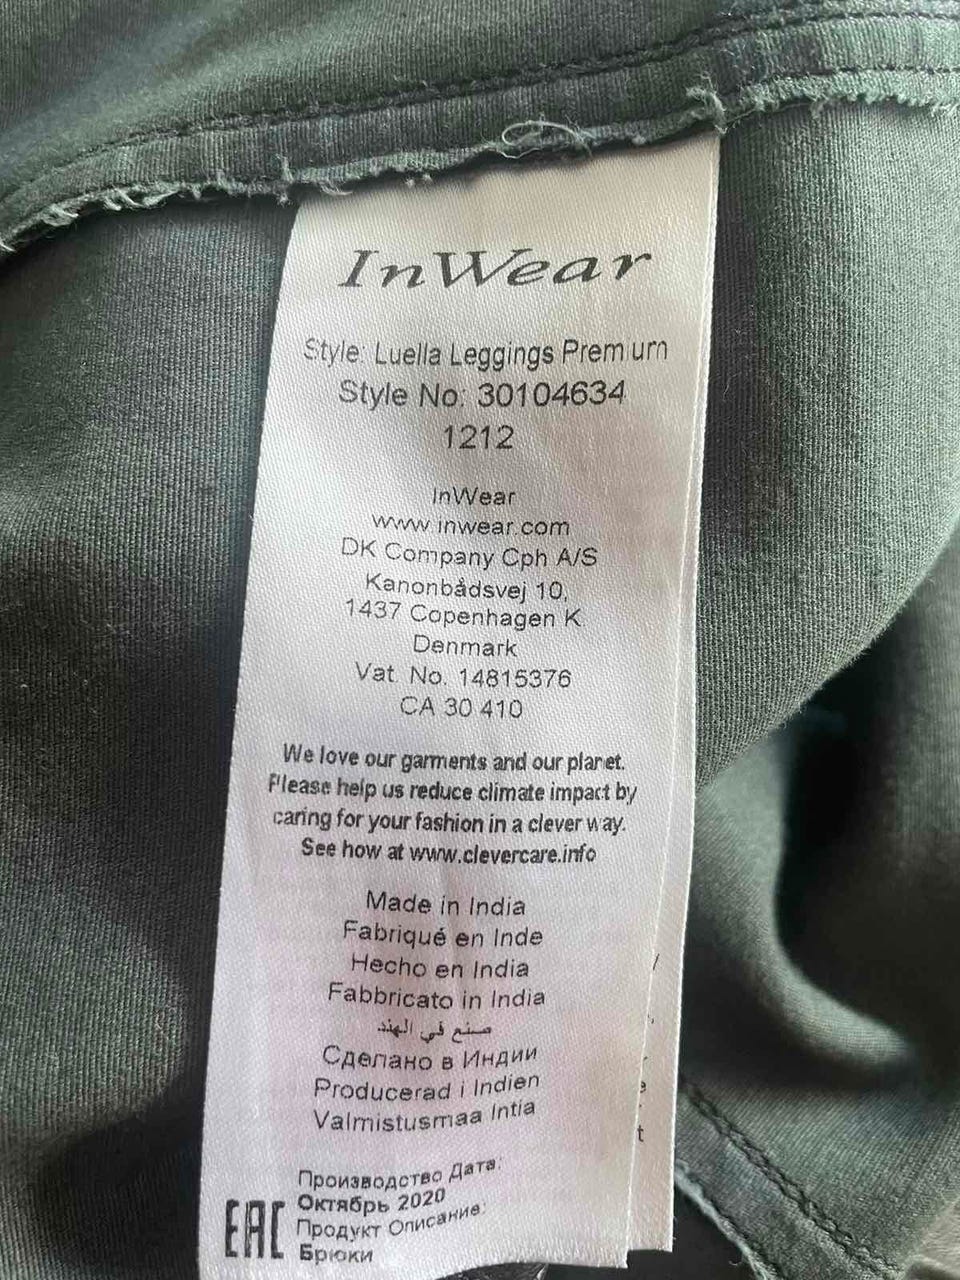 InWear
Style: Luella Leggings Premium
Style No: 30104634
1212
InWear
www.inwear.com
DK Company Cph A/S
Kanonbådsvej 10,
1437 Copenhagen K
Denmark
Vat. No. 14815376
CA 30 410
We love our garments and our planet.
Please help us reduce climate impact by
caring for your fashion in a clever way.
See how at www.clevercare.info
Made in India
Fabriqué en Inde
Hecho en India
Fabbricato in India
صنع في الهند
Сделано в Индии
Producerad i Indien
Valmistusmaa Intia
Производство Дата:
Октябрь 2020
Продукт Описание:
Брюки
EAC